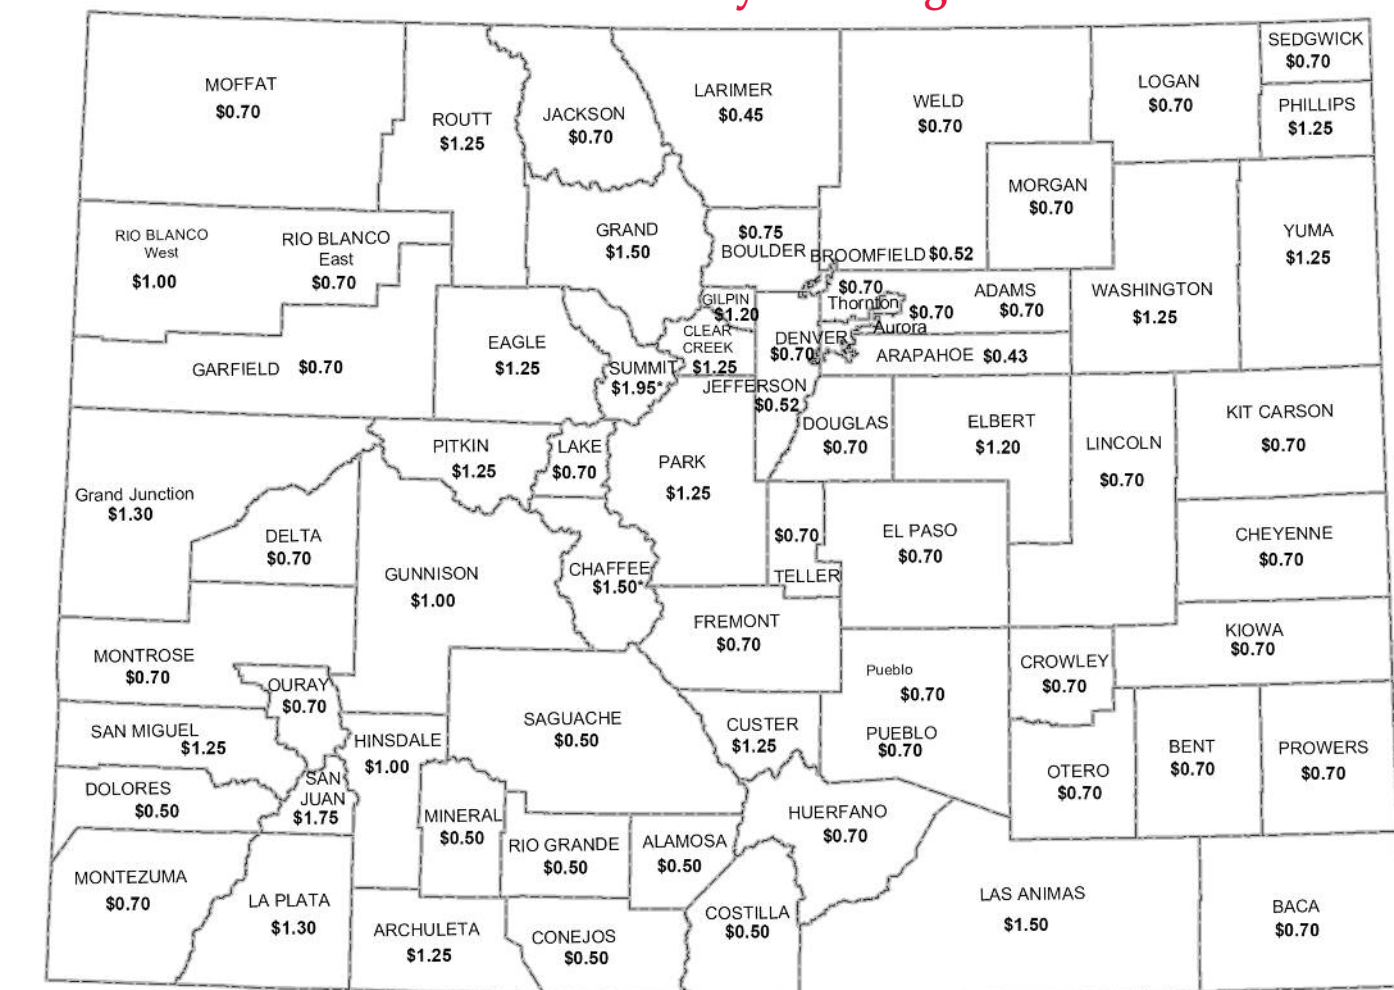 SEDGWICK
$0.70
MOFFAT
$0.70
LARIMER
$0.45
LOGAN
$0.70
PHILLIPS
$1.25
ROUTT
$1.25
JACKSON
$0.70
WELD
$0.70
MORGAN
$0.70
RIO BLANCO
West
$1.00
RIO BLANCO
East
$0.70
GRAND
$1.50
$0.75
BOULDER
BROOMFIELD $0.52
YUMA
$1.25
GILPIN
$1.20
$0.70
Thornton
$0.70
Aurora
ADAMS
$0.70
WASHINGTON
$1.25
GARFIELD $0.70
EAGLE
$1.25
SUMMIT
$1.95*
CLEAR
CREEK
$1.25
DENVER
$0.70
ARAPAHOE $0.43
JEFFERSON
$0.52
DOUGLAS
$0.70
ELBERT
$1.20
LINCOLN
$0.70
KIT CARSON
$0.70
Grand Junction
$1.30
PITKIN
$1.25
LAKE
$0.70
PARK
$1.25
DELTA
$0.70
GUNNISON
$1.00
CHAFFEE
$1.50*
$0.70
TELLER
EL PASO
$0.70
CHEYENNE
$0.70
MONTROSE
$0.70
OURAY
$0.70
FREMONT
$0.70
Pueblo
$0.70
PUEBLO
$0.70
CROWLEY
$0.70
KIOWA
$0.70
SAN MIGUEL
$1.25
HINSDALE
$1.00
SAGUACHE
$0.50
CUSTER
$1.25
OTERO
$0.70
BENT
$0.70
PROWERS
$0.70
DOLORES
$0.50
SAN
JUAN
$1.75
MINERAL
$0.50
RIO GRANDE
$0.50
ALAMOSA
$0.50
HUERFANO
$0.70
MONTEZUMA
$0.70
LA PLATA
$1.30
ARCHULETA
$1.25
CONEJOS
$0.50
COSTILLA
$0.50
LAS ANIMAS
$1.50
BACA
$0.70